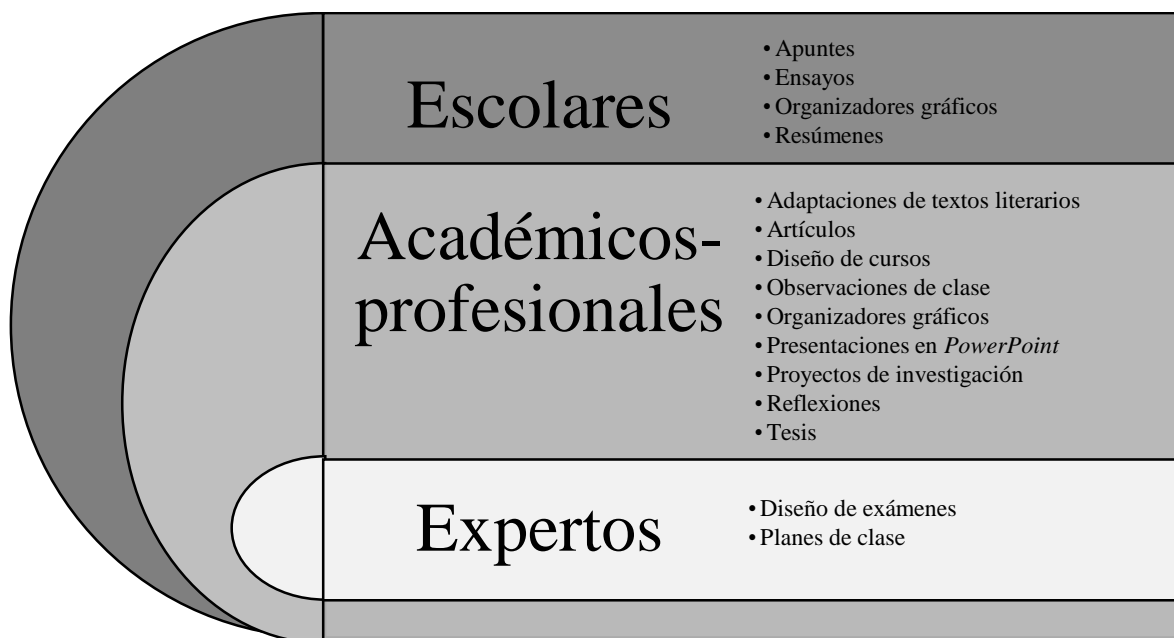 Escolares
• Apuntes
• Ensayos
• Organizadores gráficos
• Resúmenes
Académicos-
profesionales
• Adaptaciones de textos literarios
• Artículos
• Diseño de cursos
• Observaciones de clase
• Organizadores gráficos
• Presentaciones en PowerPoint
• Proyectos de investigación
• Reflexiones
• Tesis
Expertos
• Diseño de exámenes
• Planes de clase